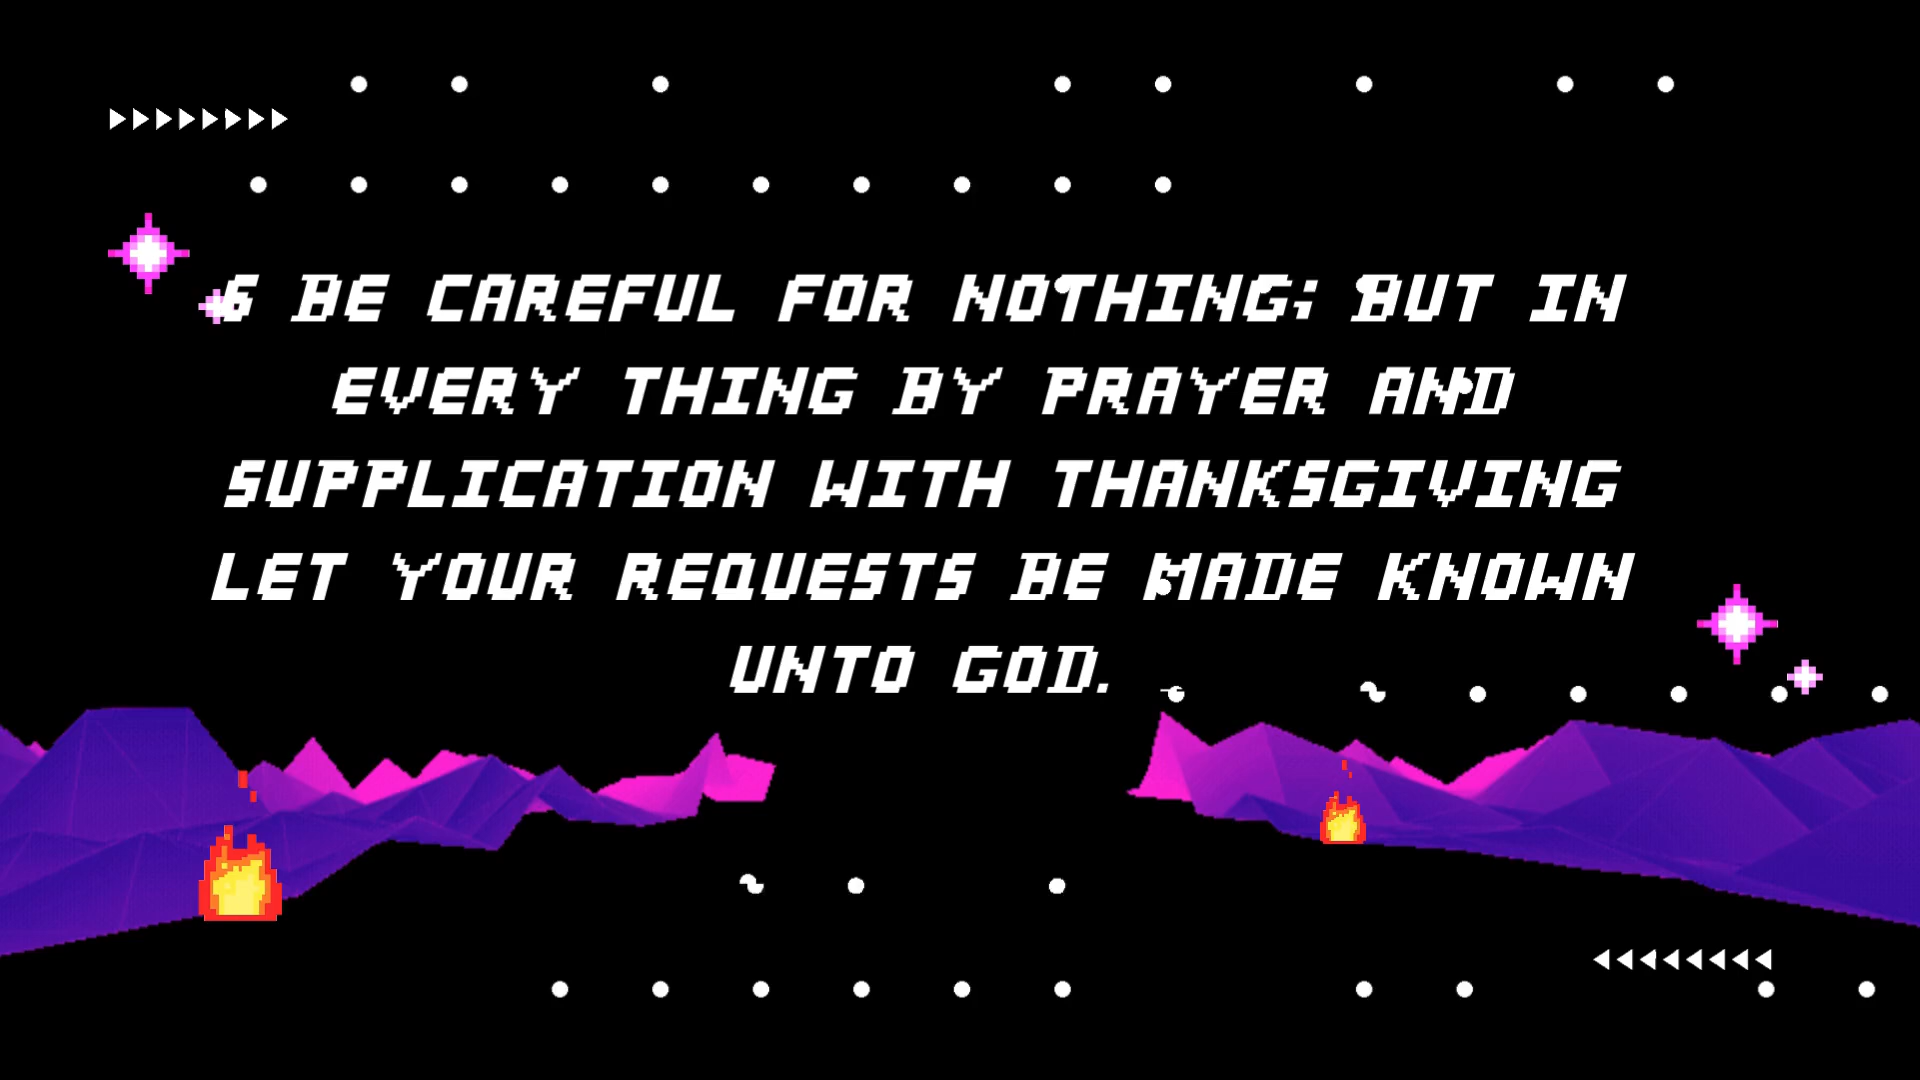 6 BE CAREFUL FOR NOTHING; BUT IN
EVERY THING BY PRAYER AND
SUPPLICATION WITH THANKSGIVING
LET YOUR REQUESTS BE MADE KNOWN
UNTO GOD.